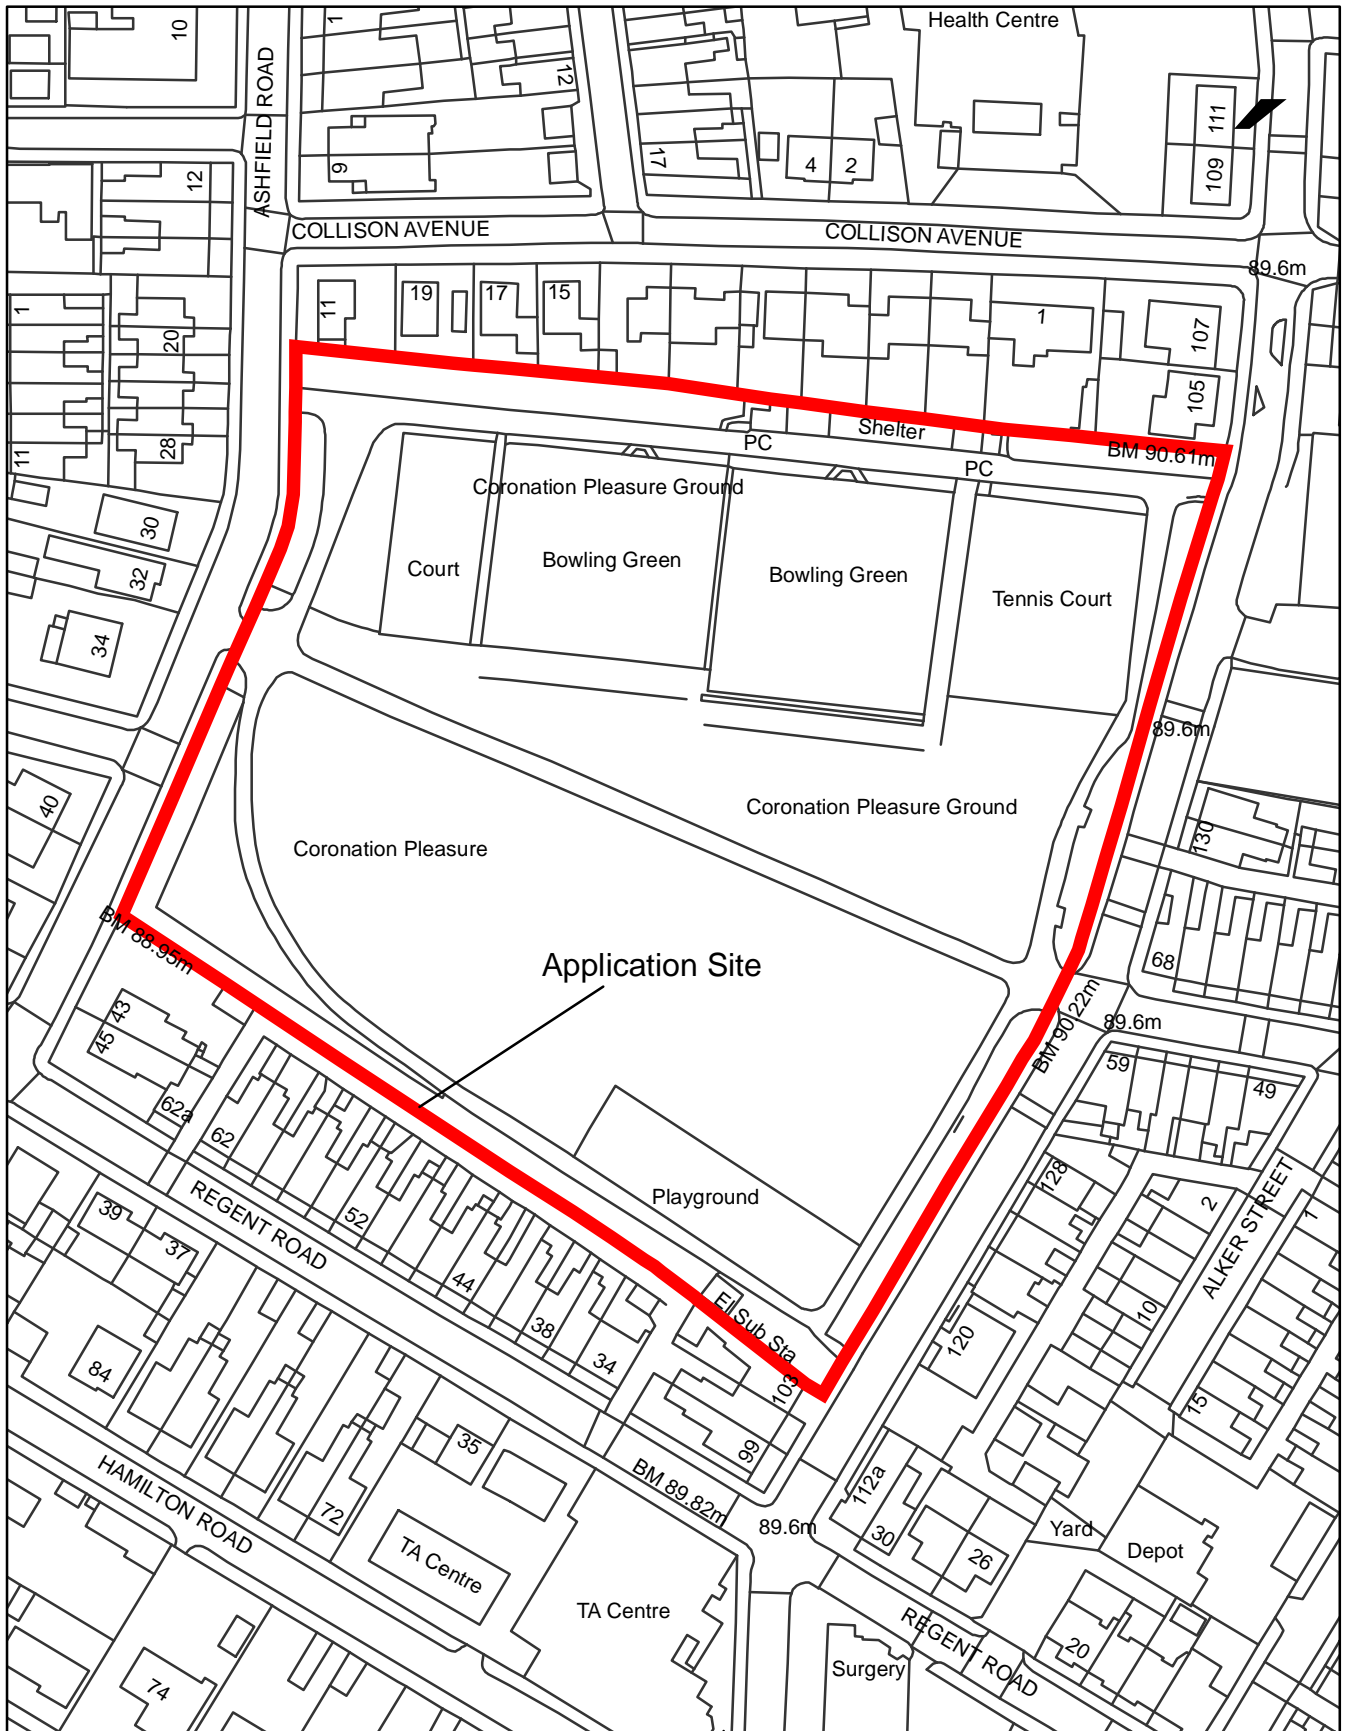 Health Centre
10
1
12
111
ASHFIELD ROAD
9
17
4
2
109
12
COLLISON AVENUE
COLLISON AVENUE
89.6m
1
11
19
17
15
1
107
20
105
28
11
Shelter
PC
BM 90.61m
PC
Coronation Pleasure Ground
30
Court
Bowling Green
Bowling Green
32
Tennis Court
34
89.6m
40
Coronation Pleasure Ground
130
Coronation Pleasure
BM 88.95m
68
Application Site
43
45
BM 90.22m
89.6m
59
49
62a
62
128
2
ALKER STREET
1
Playground
REGENT ROAD
39
37
52
44
38
34
El Sub Sta
103
10
120
84
15
35
99
HAMILTON ROAD
72
BM 89.82m
89.6m
112a
30
26
Yard
Depot
TA Centre
TA Centre
REGENT ROAD
20
Surgery
74